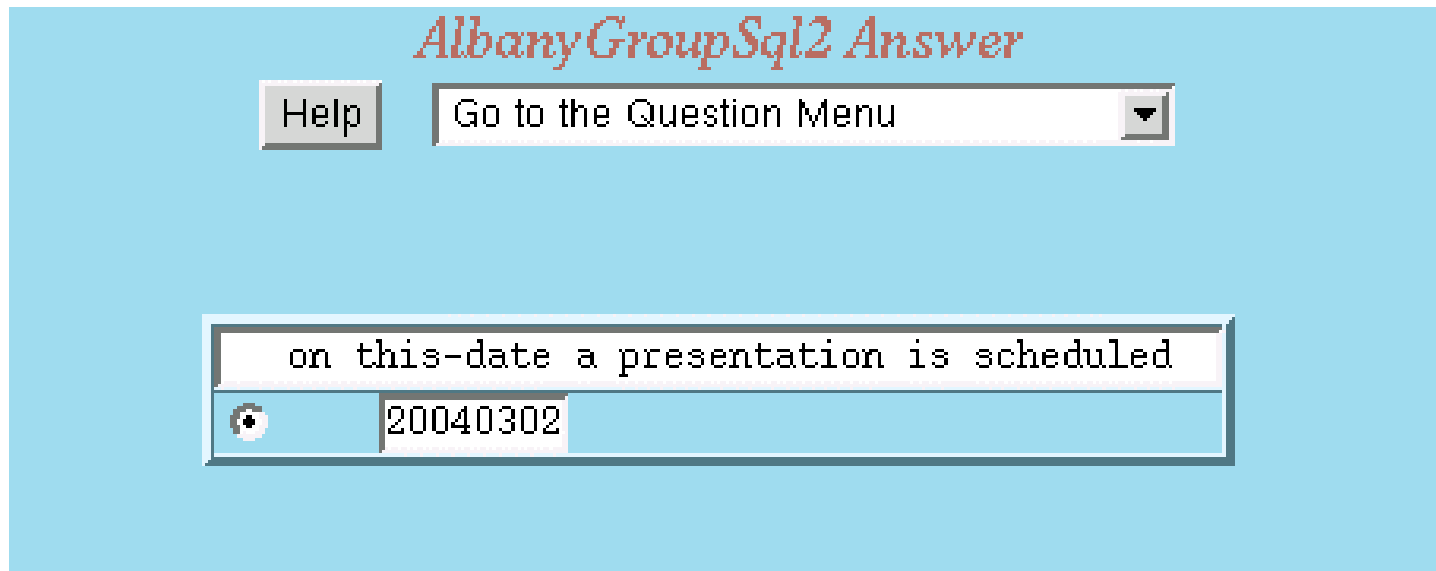 AlbanyGroupSql2 Answer
Help Go to the Question Menu
on this-date a presentation is scheduled
20040302